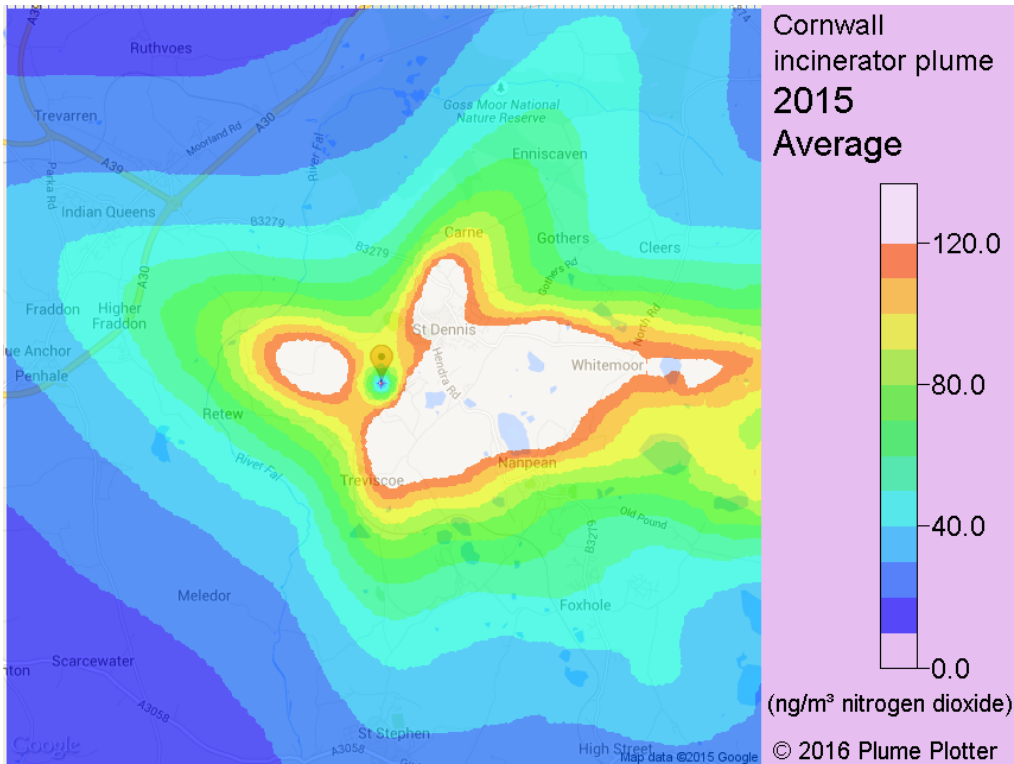 Cornwall
incinerator plume
2015
Average
120.0
80.0
40.0
0.0
(ng/m³ nitrogen dioxide)
© 2016 Plume Plotter
Ruthvoes
A30
Trevarren
Moorland Rd
A39
Parka Rd
River Fal
Goss Moor National
Nature Reserve
Enniscaven
Indian Queens
B3279
B3279
Carne
Gothers
Gothers Rd
Cleers
A30
Fraddon
Higher
Fraddon
North Rd
St Dennis
ue Anchor
Penhale
Hendra Rd
Whitemoor
Retew
River Fal
Treviscoe
Nanpean
Old Pound
B3279
Meledor
Foxhole
Scarcewater
nton
A3058
St Stephen
A3058
High Street
Google
Map data ©2015 Google